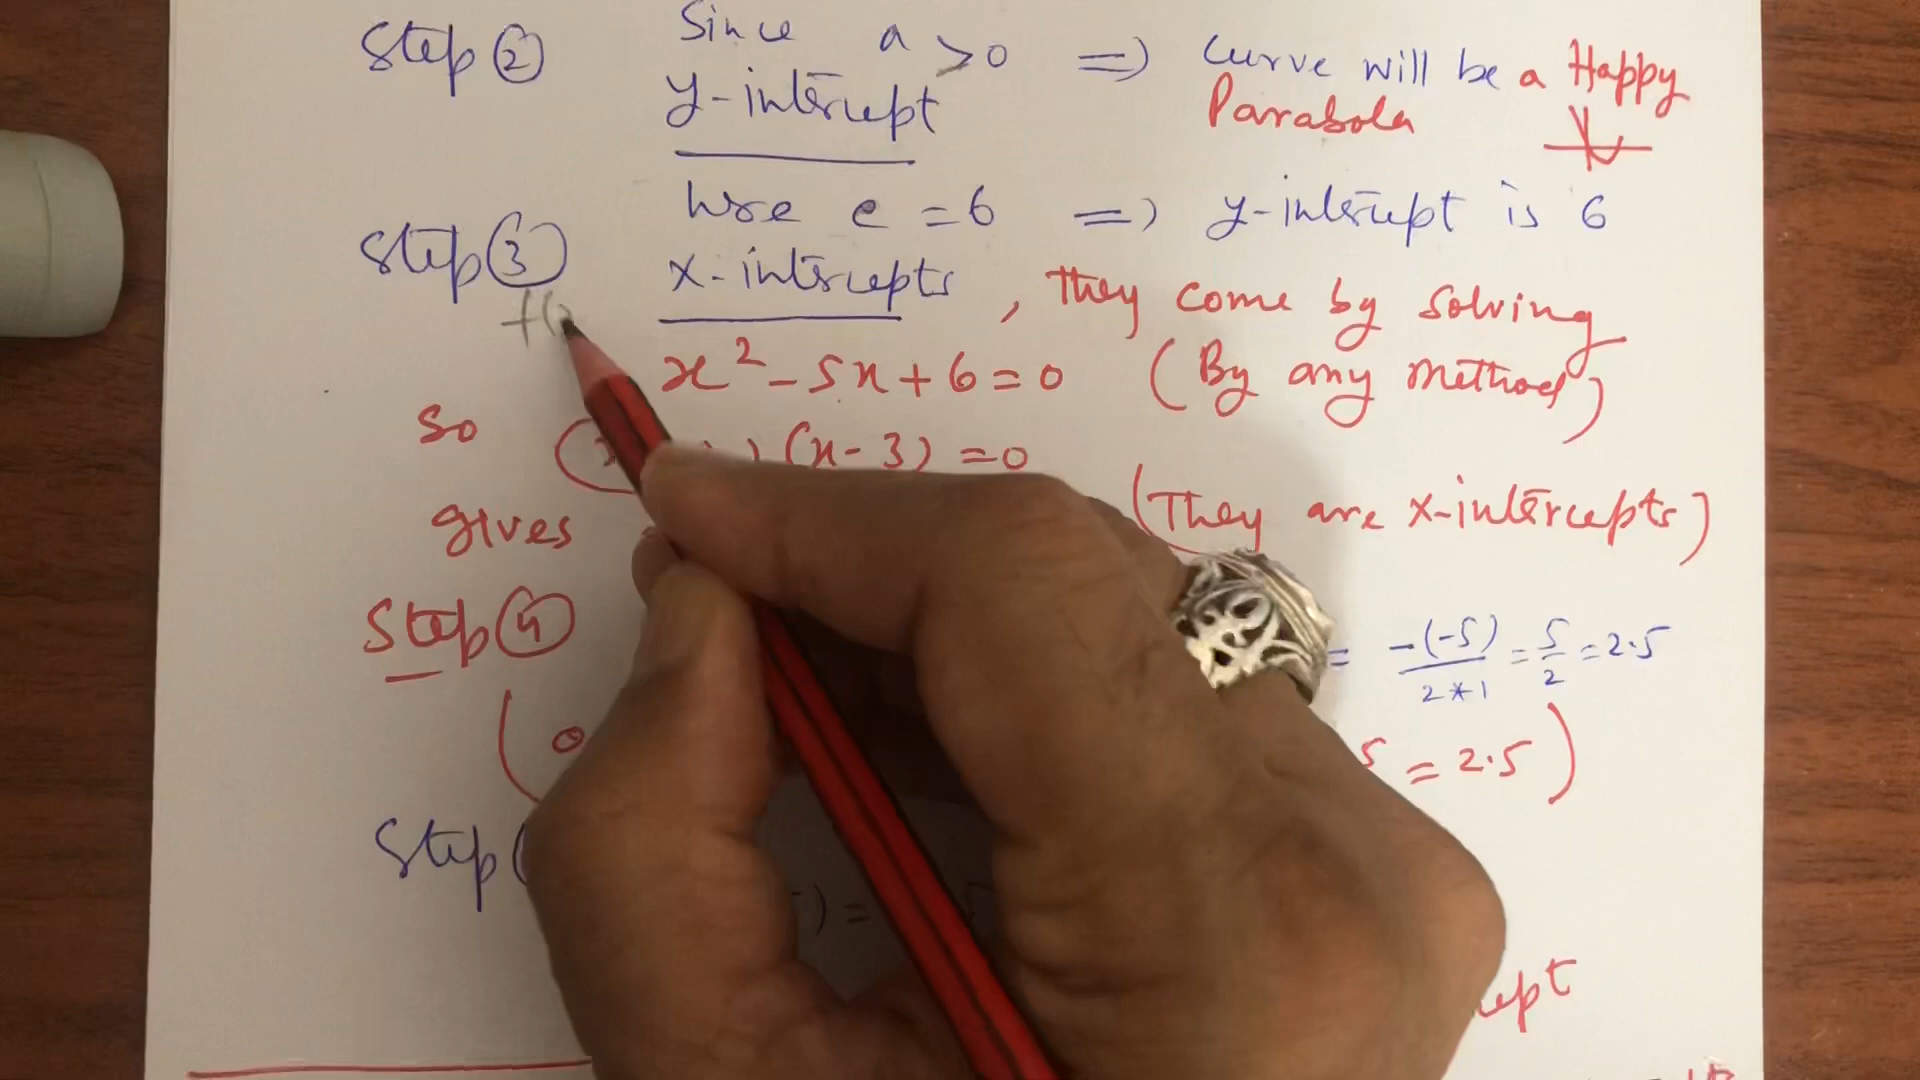 Since a > 0 => Curve will be a Happy
Parabola
Step 2 y-intercept
here c = 6 => y-intercept is 6
Step 3 x-intercepts, They come by solving
f(
x² - 5x + 6 = 0 (By any method)
So (x - 3) = 0
gives (They are x-intercepts)
Step 4 = -(-5)/2*1 = 5/2 = 2.5
( 5 = 2.5 )
Step
) =